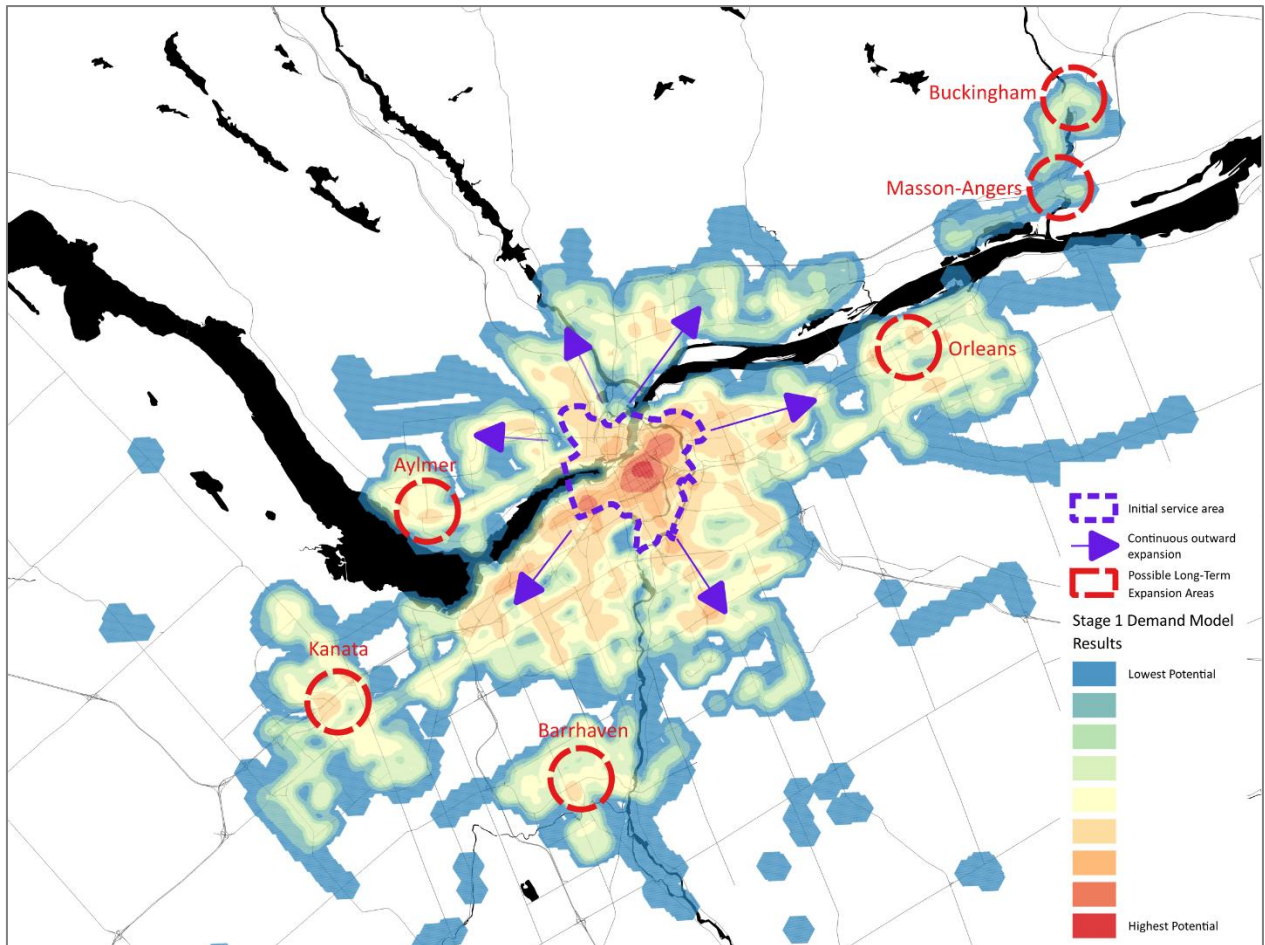 Buckingham
Masson-Angers
Orleans
Aylmer
Kanata
Barrhaven
Initial service area
Continuous outward
expansion
Possible Long-Term
Expansion Areas
Stage 1 Demand Model
Results
Lowest Potential
Highest Potential